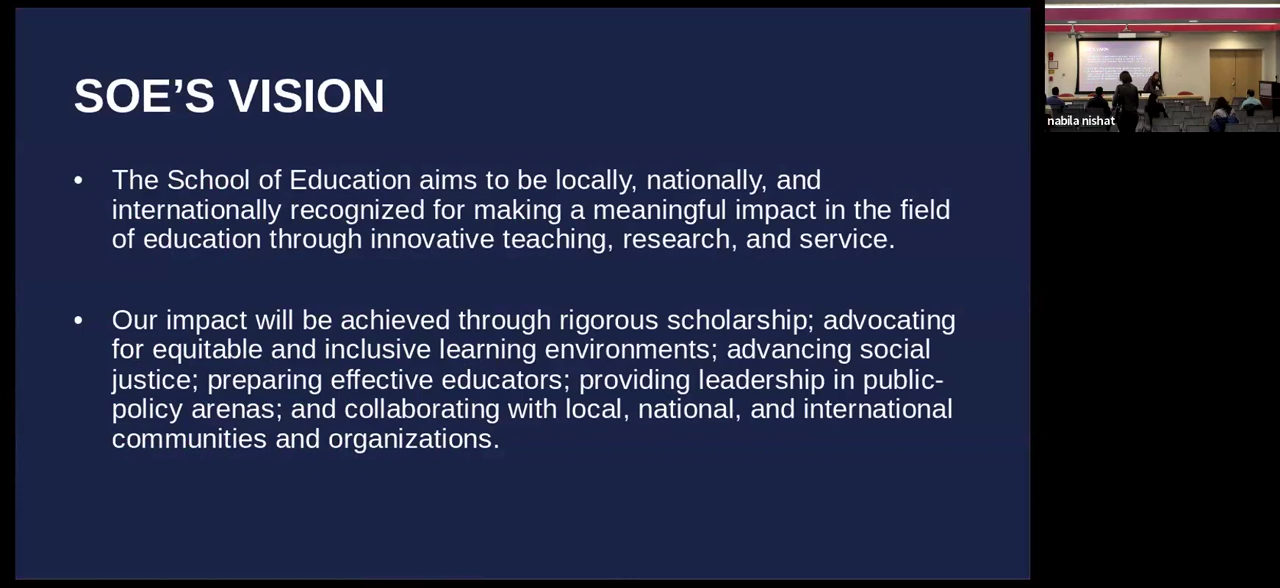 SOE’S VISION
• The School of Education aims to be locally, nationally, and
internationally recognized for making a meaningful impact in the field
of education through innovative teaching, research, and service.
• Our impact will be achieved through rigorous scholarship; advocating
for equitable and inclusive learning environments; advancing social
justice; preparing effective educators; providing leadership in public-
policy arenas; and collaborating with local, national, and international
communities and organizations.
nabila nishat